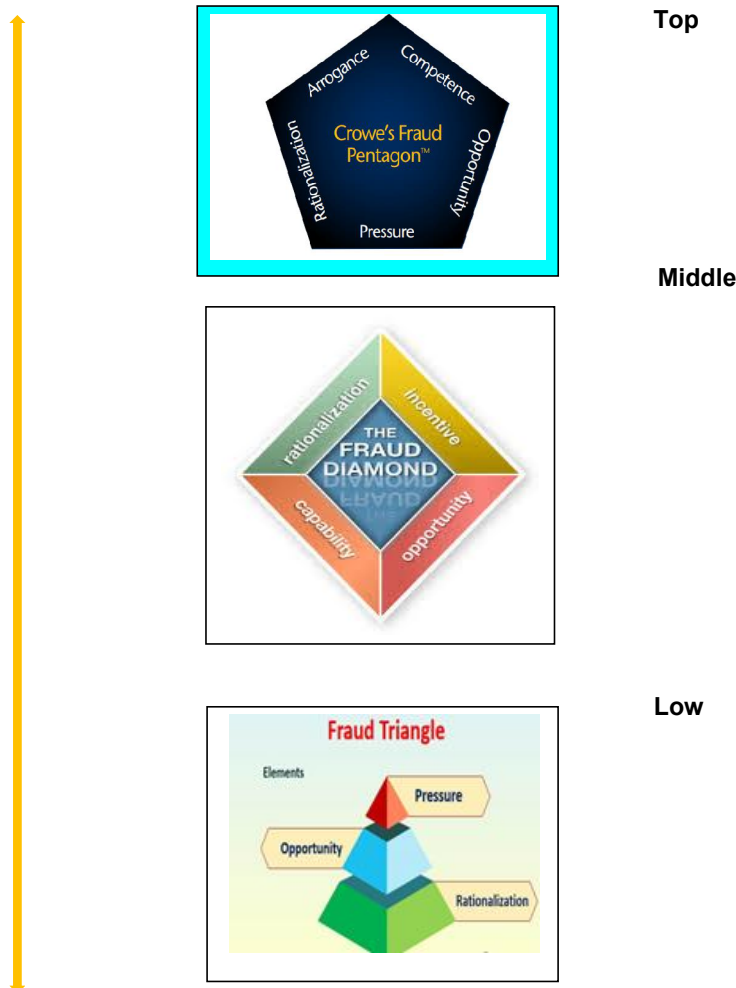 Top
Arrogance
Competence
Rationalization
Crowe's Fraud
Pentagon™
Opportunity
Pressure
Middle
rationalization
incentive
THE
FRAUD
DIAMOND
capability
opportunity
Low
Fraud Triangle
Elements
Pressure
Opportunity
Rationalization